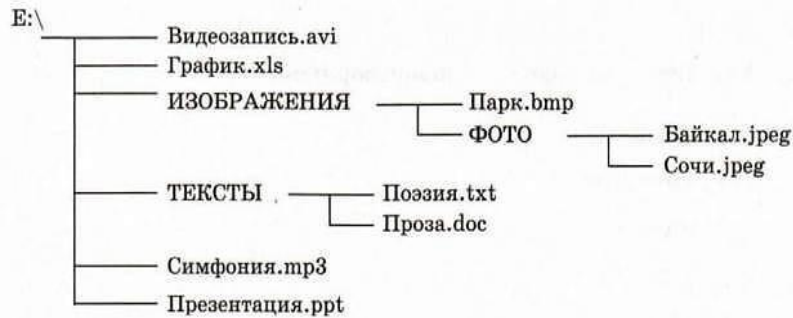 E:\
Видеозапись.avi
График.xls
ИЗОБРАЖЕНИЯ Парк.bmp
ФОТО Байкал.jpeg
Сочи.jpeg
ТЕКСТЫ Поэзия.txt
Проза.doc
Симфония.mp3
Презентация.ppt